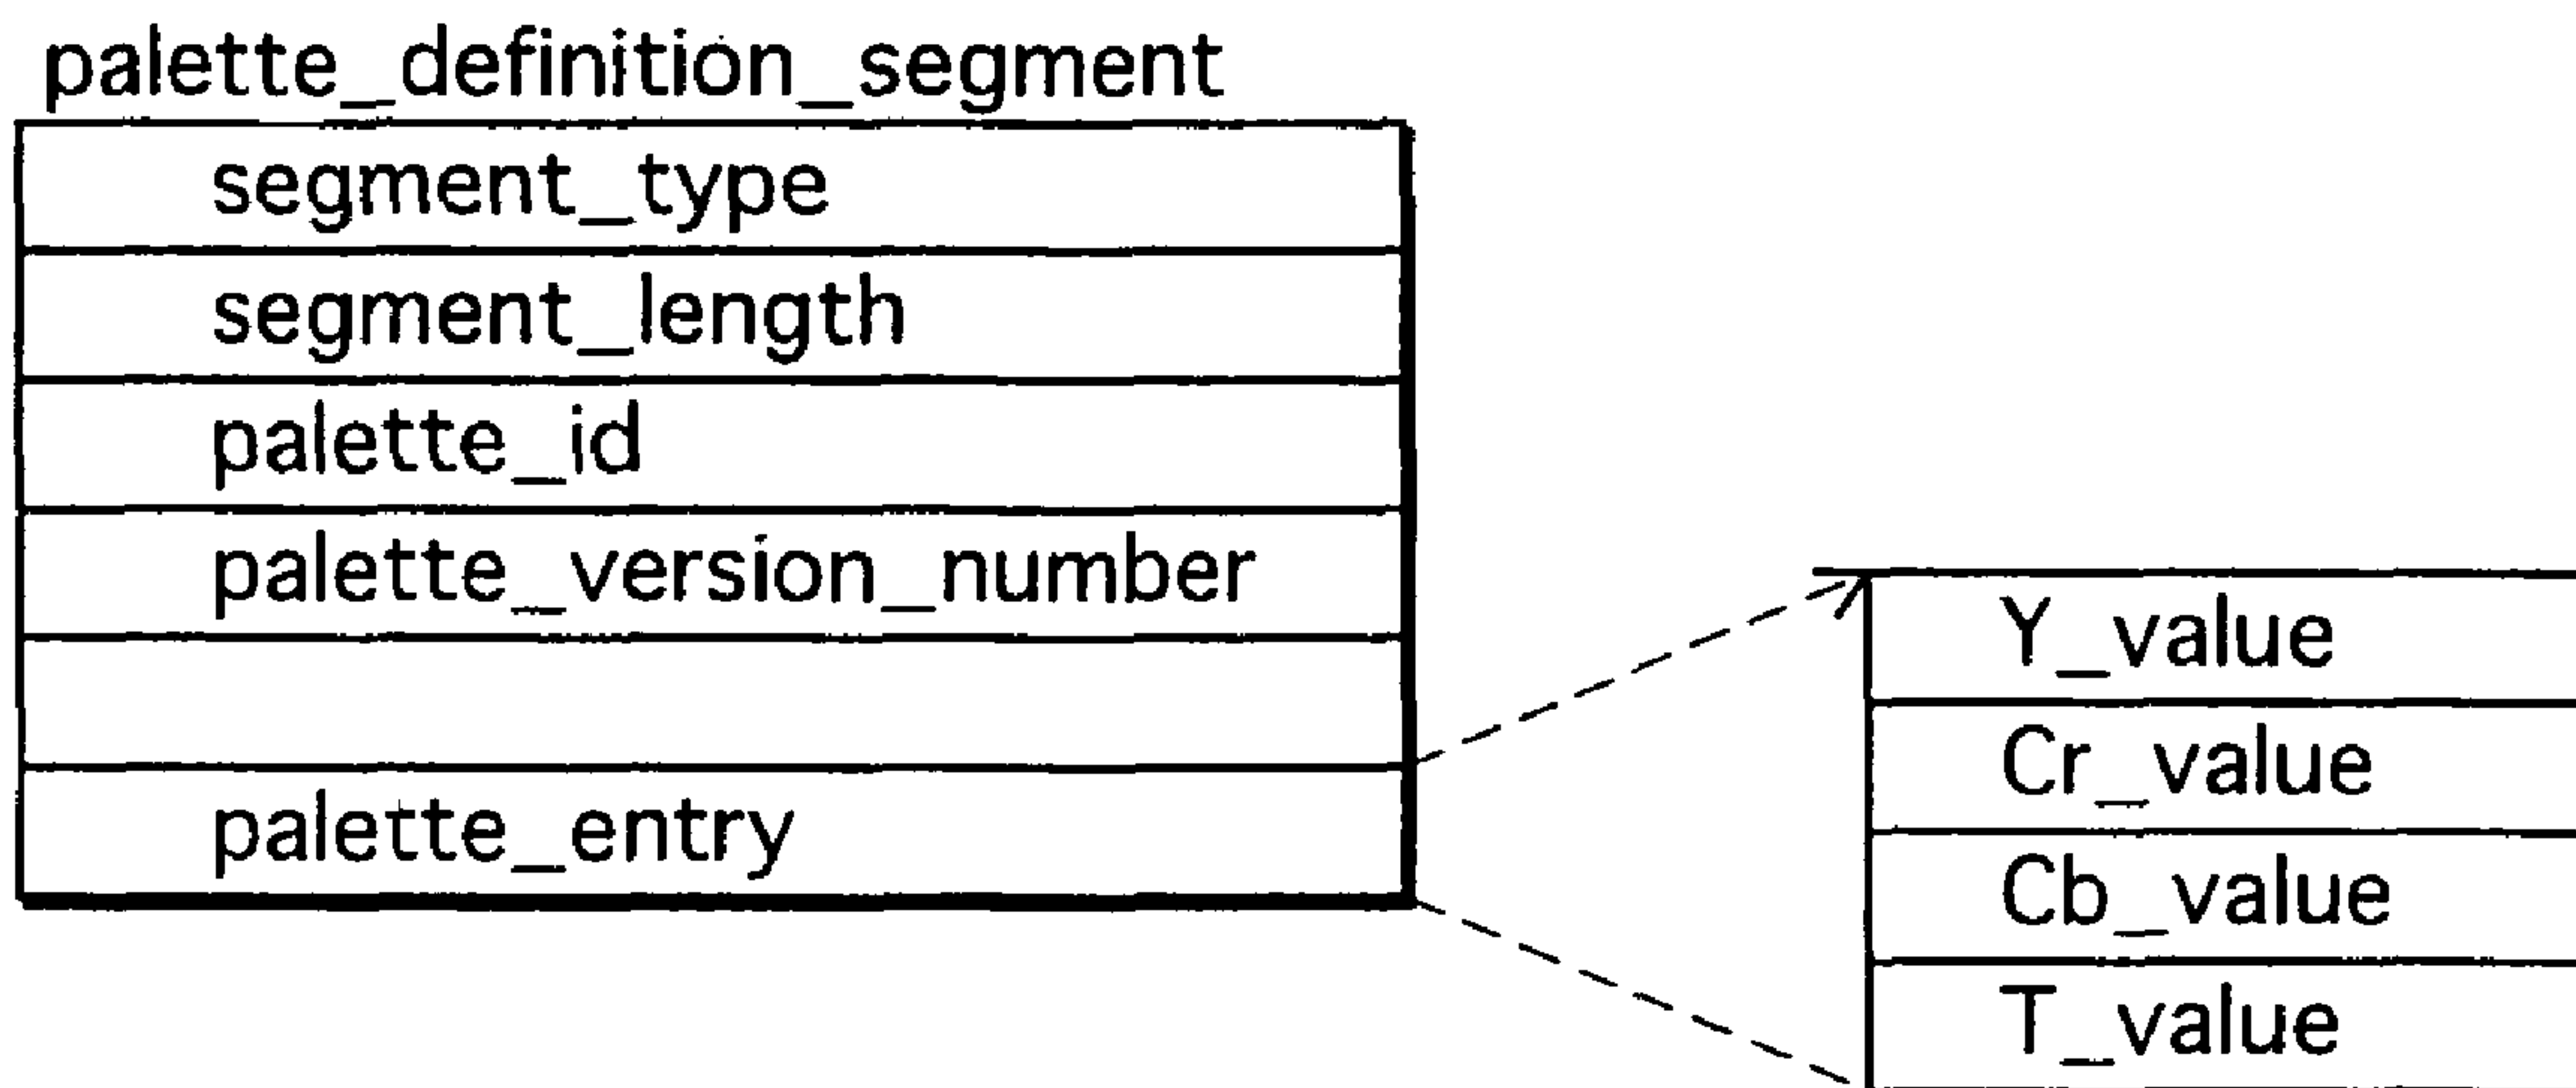 palette_definition_segment
segment_type
segment_length
palette_id
palette_version_number
palette_entry
Y_value
Cr_value
Cb_value
T_value